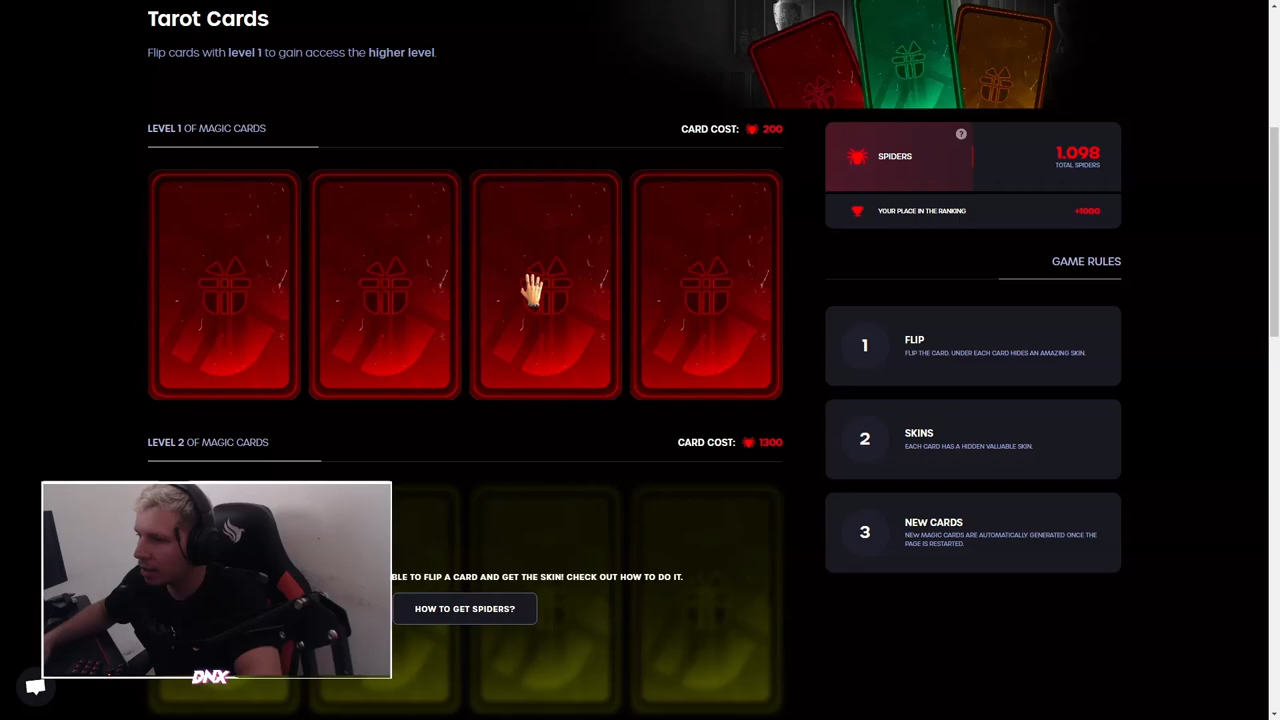 Tarot Cards
Flip cards with level 1 to gain access the higher level.
LEVEL 1 OF MAGIC CARDS
CARD COST: 200
SPIDERS
?
1.098
TOTAL SPIDERS
YOUR PLACE IN THE RANKING
+1000
GAME RULES
1
FLIP
FLIP THE CARD. UNDER EACH CARD HIDES AN AMAZING SKIN.
2
SKINS
EACH CARD HAS A HIDDEN VALUABLE SKIN.
3
NEW CARDS
NEW MAGIC CARDS ARE AUTOMATICALLY GENERATED ONCE THE
PAGE IS RESTARTED.
LEVEL 2 OF MAGIC CARDS
CARD COST: 1300
BLE TO FLIP A CARD AND GET THE SKIN! CHECK OUT HOW TO DO IT.
HOW TO GET SPIDERS?
DNX